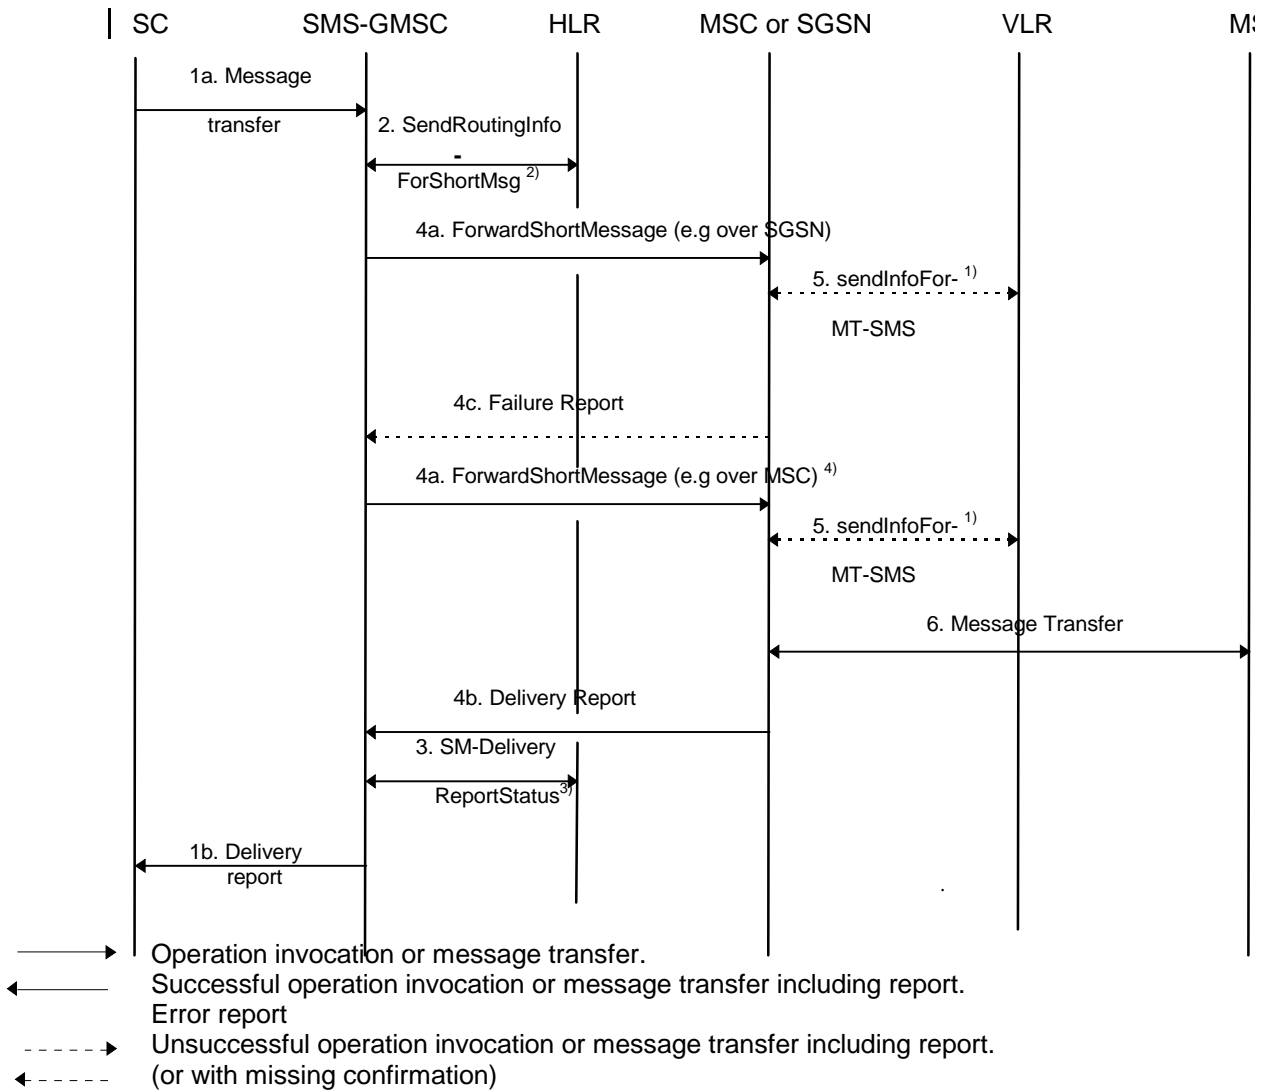 SC SMS-GMSC HLR MSC or SGSN VLR MS
1a. Message
transfer
2. SendRoutingInfo
-
ForShortMsg 2)
4a. ForwardShortMessage (e.g over SGSN)
5. sendInfoFor- 1)
MT-SMS
4c. Failure Report
4a. ForwardShortMessage (e.g over MSC) 4)
5. sendInfoFor- 1)
MT-SMS
6. Message Transfer
4b. Delivery Report
3. SM-Delivery
ReportStatus3)
1b. Delivery
report
.
Operation invocation or message transfer.
Successful operation invocation or message transfer including report.
Error report
Unsuccessful operation invocation or message transfer including report.
(or with missing confirmation)